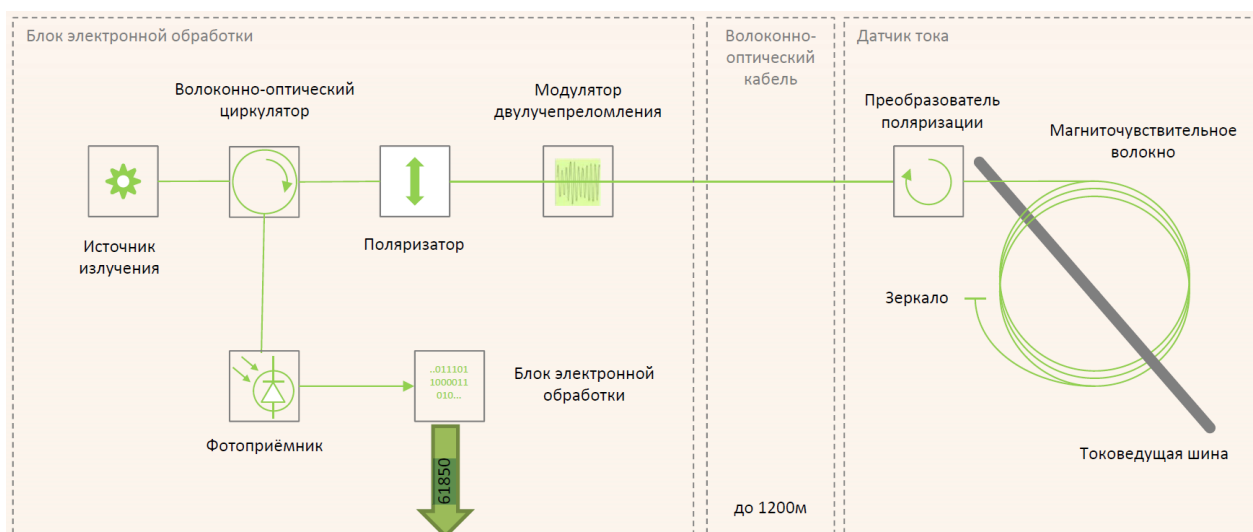 Блок электронной обработки
Волоконно-
оптический
кабель
Датчик тока
Волоконно-оптический
циркулятор
Модулятор
двулучепреломления
Преобразователь
поляризации
Магниточувствительное
волокно
Источник
излучения
Поляризатор
Зеркало
..011101
1000011
010...
Блок электронной
обработки
Фотоприёмник
Токоведущая шина
61850
до 1200м